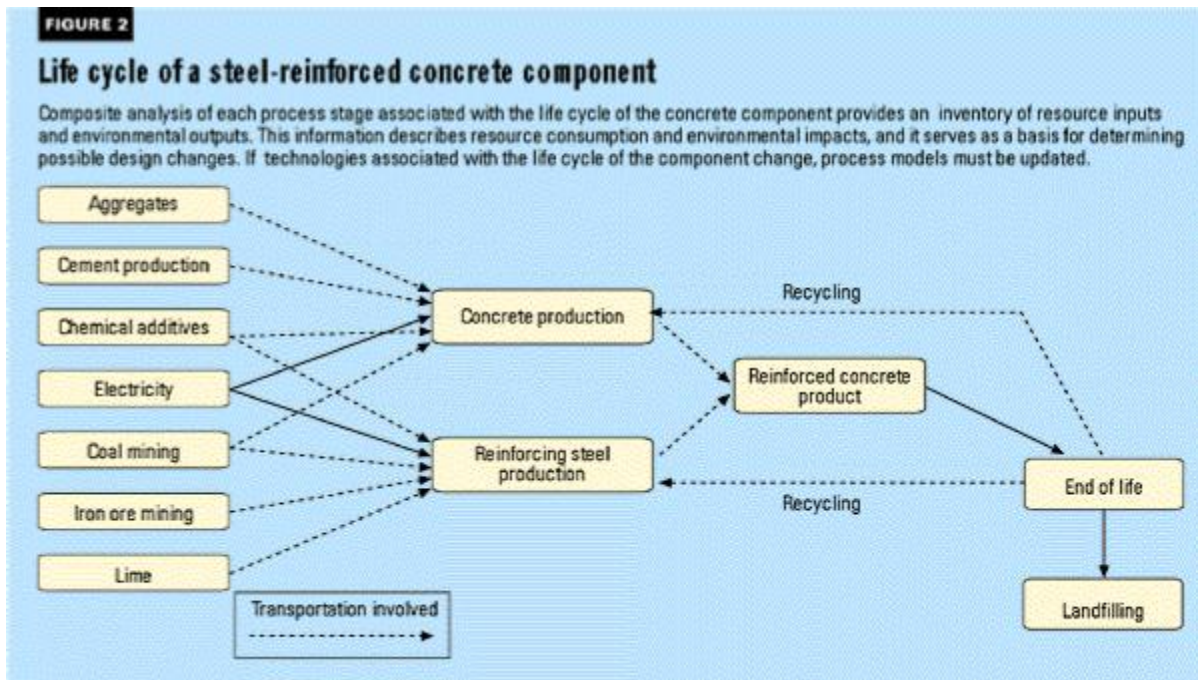 FIGURE 2
Life cycle of a steel-reinforced concrete component
Composite analysis of each process stage associated with the life cycle of the concrete component provides an inventory of resource inputs
and environmental outputs. This information describes resource consumption and environmental impacts, and it serves as a basis for determining
possible design changes. If technologies associated with the life cycle of the component change, process models must be updated.
Aggregates
Cement production
Chemical additives
Electricity
Coal mining
Iron ore mining
Lime
Transportation involved
Concrete production
Reinforcing steel
production
Recycling
Reinforced concrete
product
Recycling
End of life
Landfilling